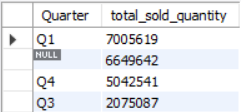 Quarter total_sold_quantity
Q1 7005619
NULL 6649642
Q4 5042541
Q3 2075087